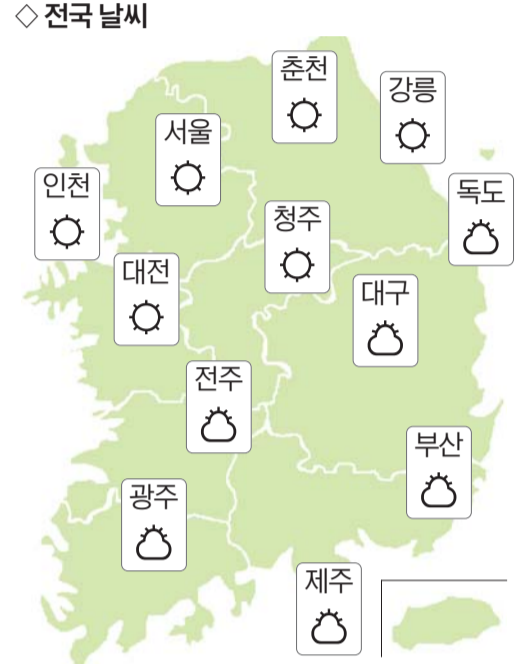 ◇ 전국 날씨
춘천
강릉
서울
인천
독도
청주
대전
대구
전주
부산
광주
제주